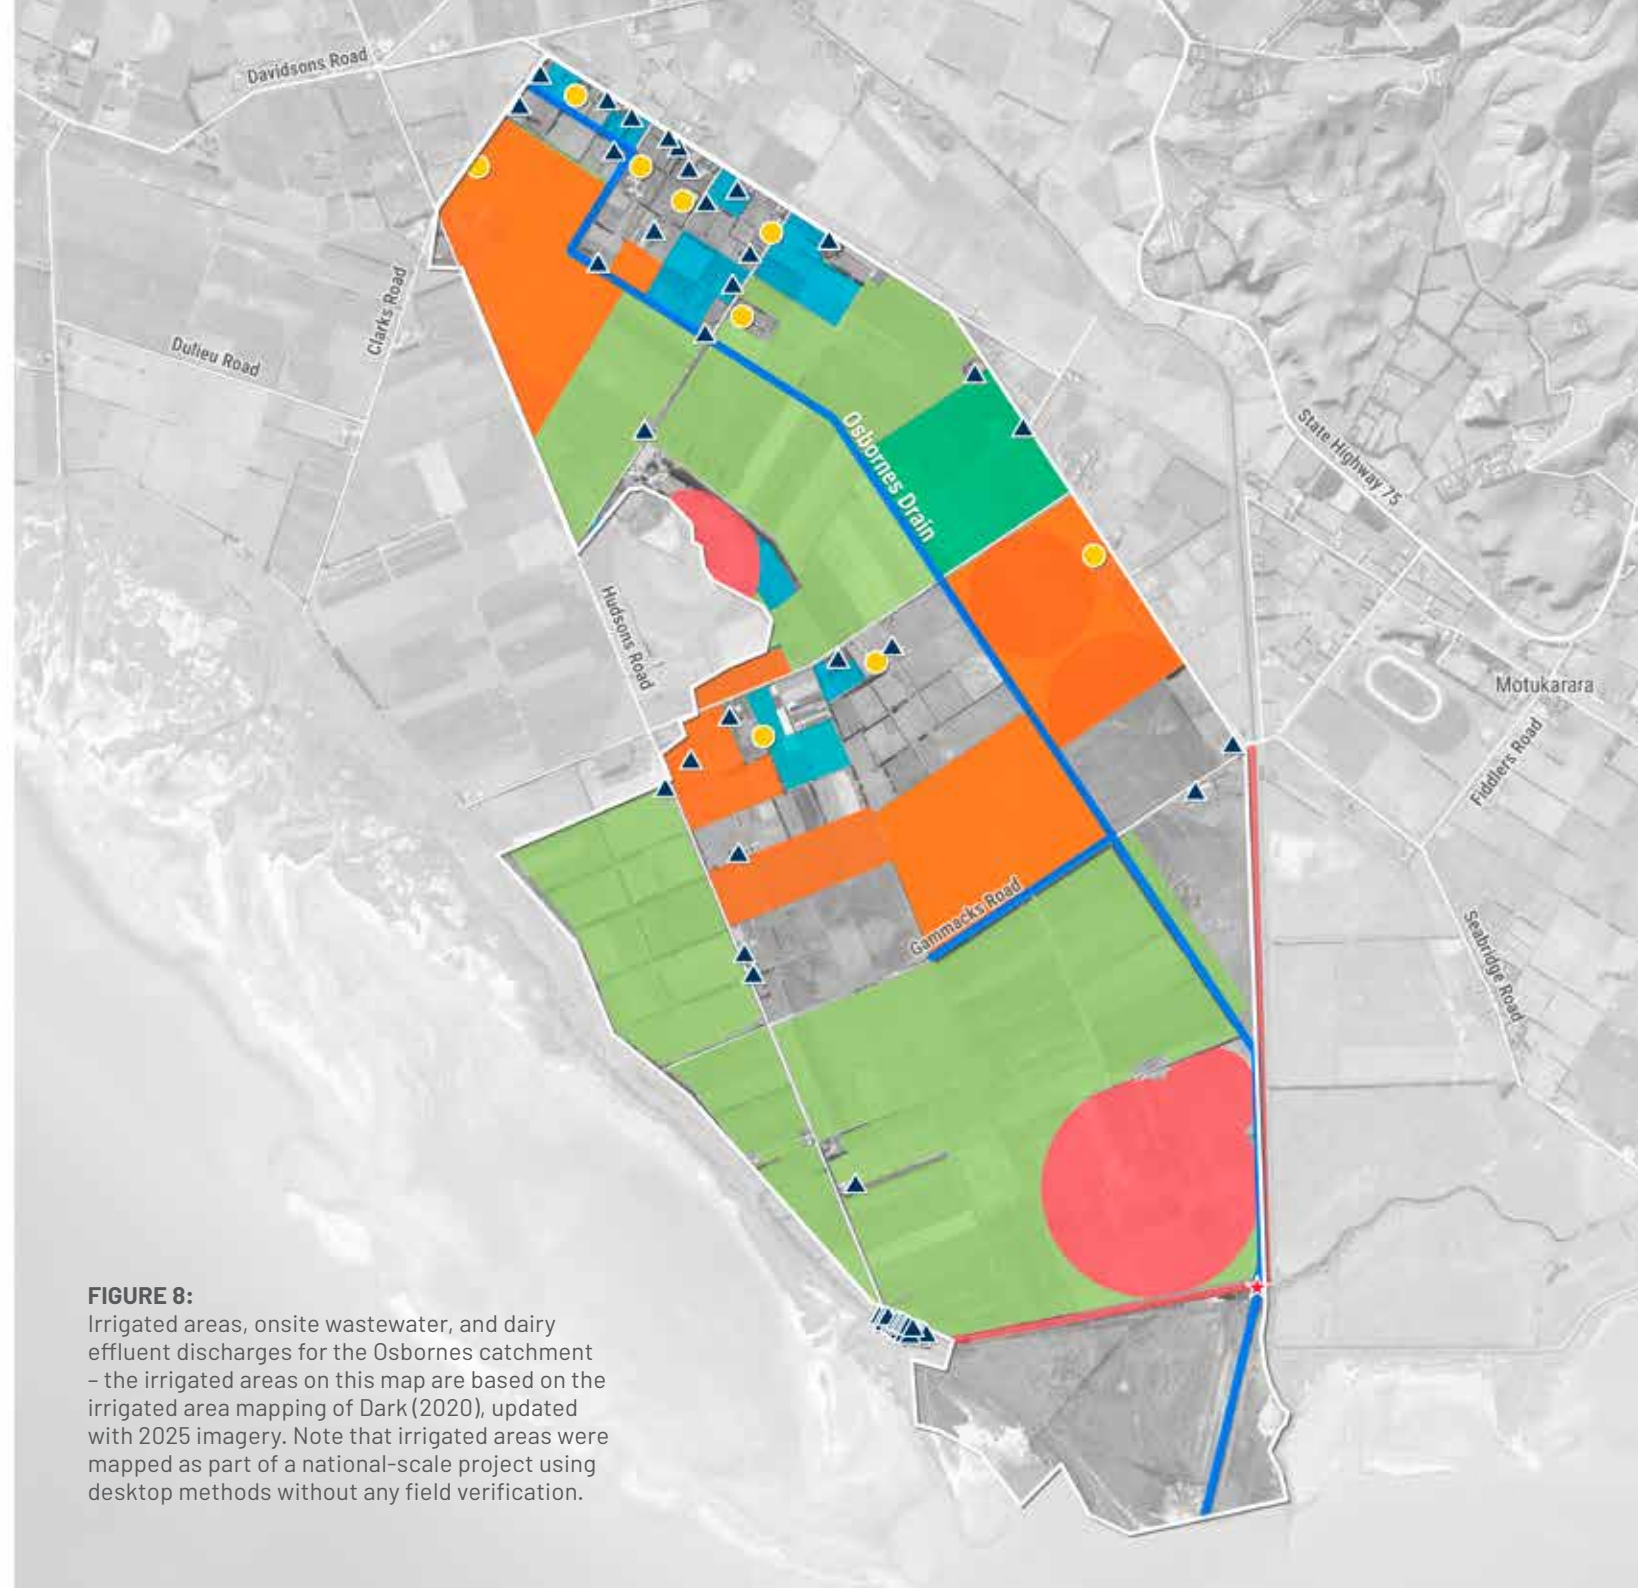 Davidsons Road
Clarks Road
Dufieu Road
Osbornes Drain
State Highway 75
Hudsons Road
Motukarara
Fiddlers Road
Gammacks Road
Seabridge Road
FIGURE 8:
Irrigated areas, onsite wastewater, and dairy
effluent discharges for the Osbornes catchment
– the irrigated areas on this map are based on the
irrigated area mapping of Dark (2020), updated
with 2025 imagery. Note that irrigated areas were
mapped as part of a national-scale project using
desktop methods without any field verification.